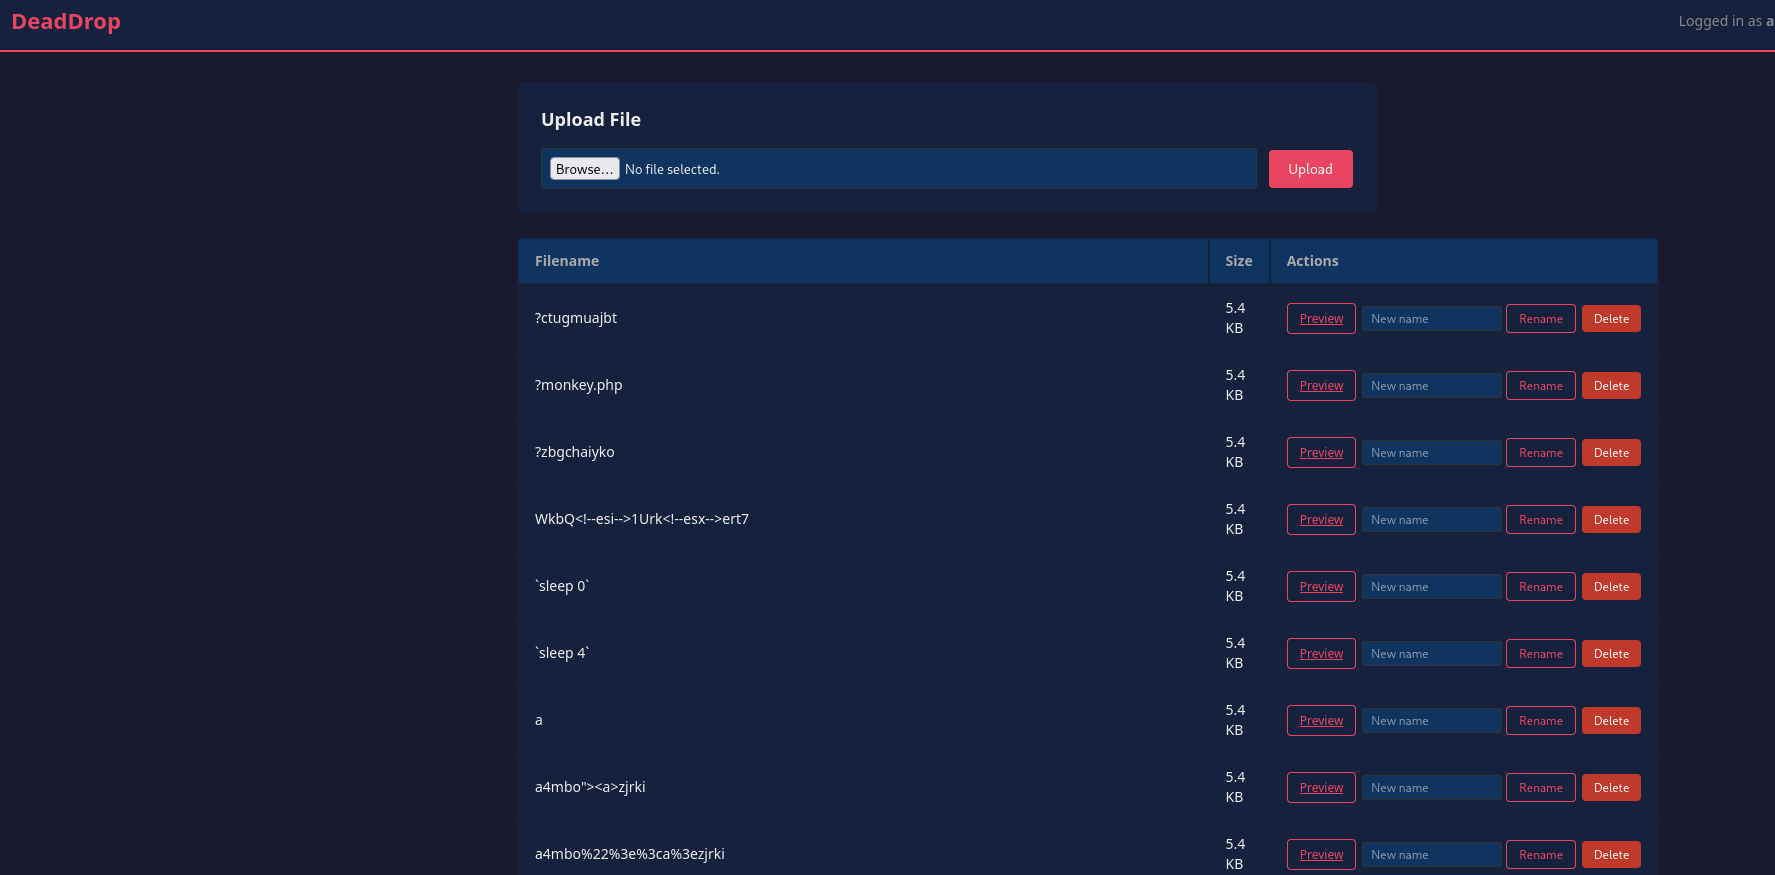 DeadDrop
Logged in as a
Upload File
Browse... No file selected. Upload
Filename Size Actions
?ctugmuajbt 5.4 KB Preview New name Rename Delete
?monkey.php 5.4 KB Preview New name Rename Delete
?zbgchaiyko 5.4 KB Preview New name Rename Delete
WkbQ<!--esi-->1Urk<!--esx-->ert7 5.4 KB Preview New name Rename Delete
`sleep 0` 5.4 KB Preview New name Rename Delete
`sleep 4` 5.4 KB Preview New name Rename Delete
a 5.4 KB Preview New name Rename Delete
a4mbo"><a>zjrki 5.4 KB Preview New name Rename Delete
a4mbo%22%3e%3ca%3ezjrki 5.4 KB Preview New name Rename Delete